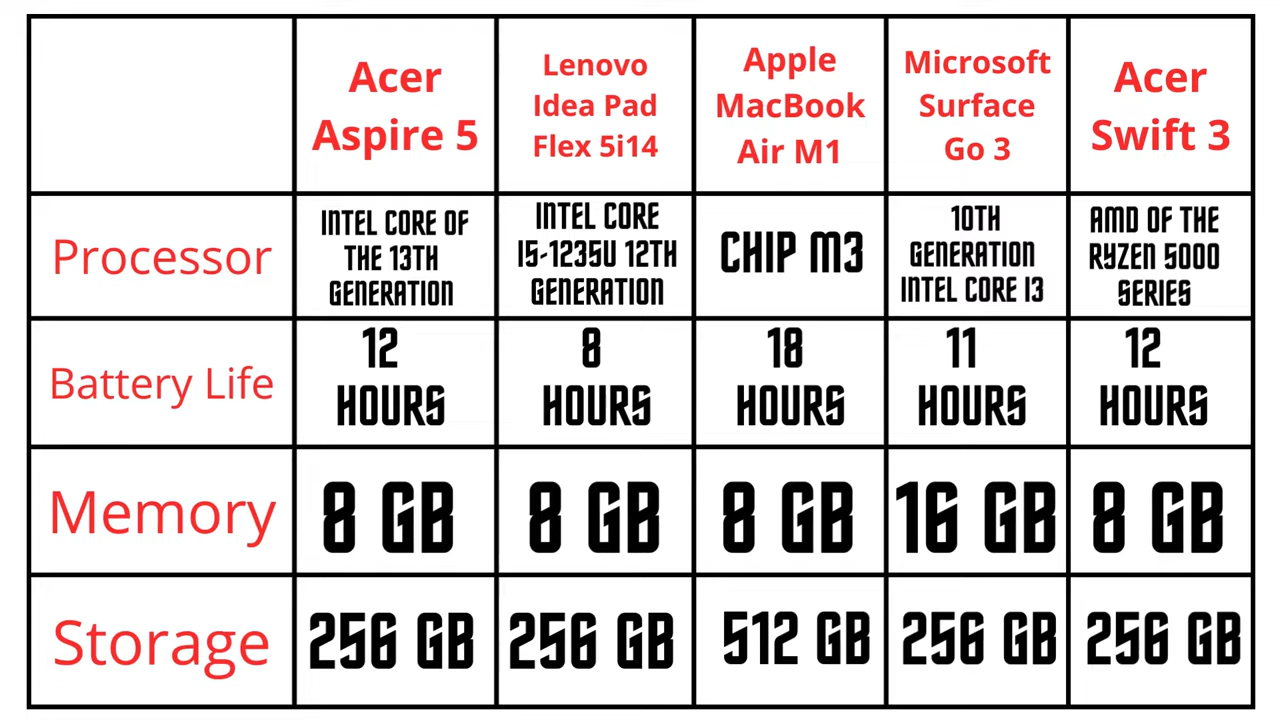 Acer
Aspire 5
Lenovo
Idea Pad
Flex 5i14
Apple
MacBook
Air M1
Microsoft
Surface
Go 3
Acer
Swift 3
Processor
INTEL CORE OF
THE 13TH
GENERATION
INTEL CORE
I5-1235U 12TH
GENERATION
CHIP M3
10TH
GENERATION
INTEL CORE I3
AMD OF THE
RYZEN 5000
SERIES
Battery Life
12
HOURS
8
HOURS
18
HOURS
11
HOURS
12
HOURS
Memory
8 GB
8 GB
8 GB
16 GB
8 GB
Storage
256 GB
256 GB
512 GB
256 GB
256 GB